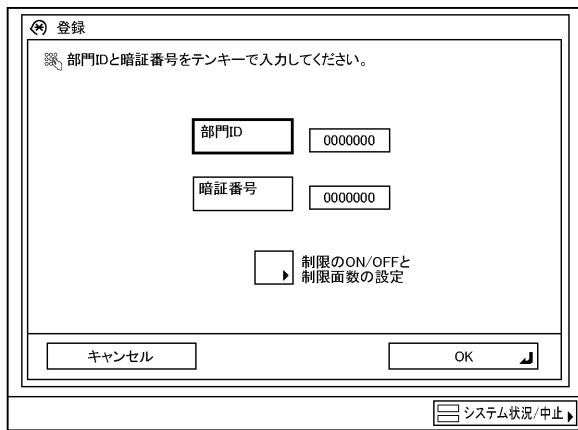 登録
部門IDと暗証番号をテンキーで入力してください。
部門ID
0000000
暗証番号
0000000
制限のON/OFFと
制限面数の設定
キャンセル
OK
システム状況/中止